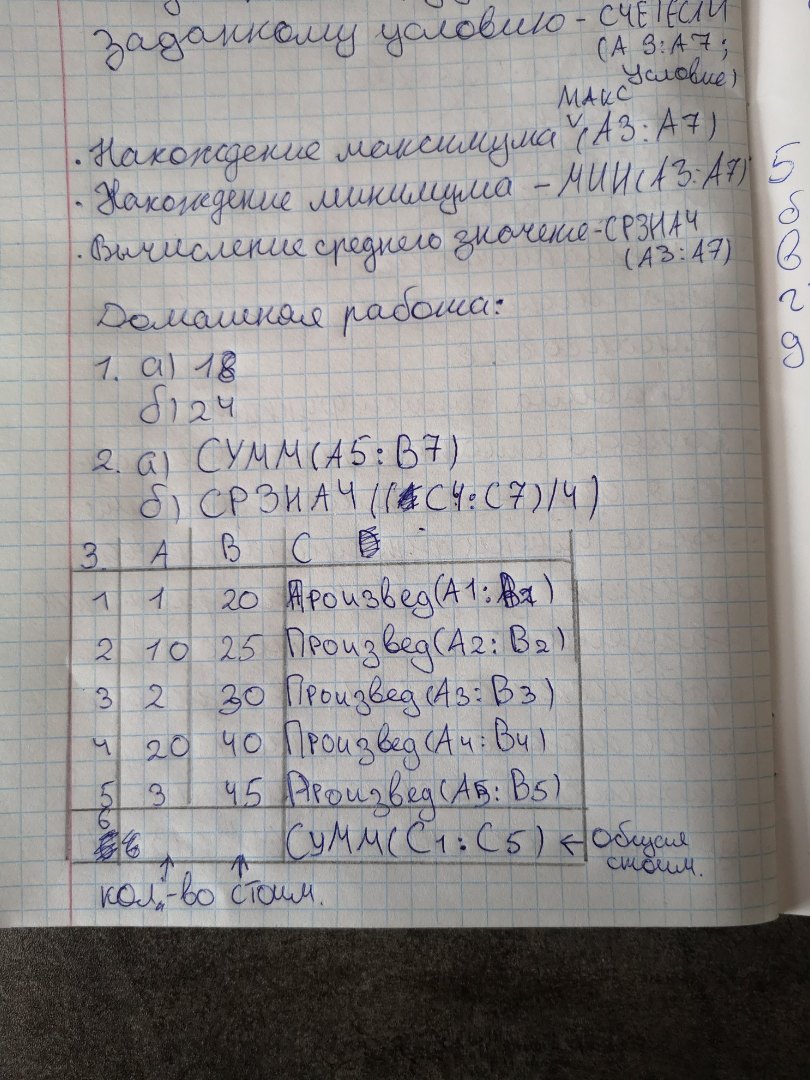 заданному условию - СЧЕТЕСЛИ
(А3:А7;
условие)
МАКС
. Нахождение максимума (А3:А7)
. Нахождение минимума - МИН(А3:А7)
. Вычисление среднего значение-СРЗНАЧ
(А3:А7)
Домашная работа:
1. а) 18
б) 24
2. а) СУММ(А5:В7)
б) СРЗНАЧ((С4:С7)/4)
3 А В С
1 1 20 Произвед(А1:В1)
2 10 25 Произвед(А2:В2)
3 2 30 Произвед(А3:В3)
4 20 40 Произвед(А4:В4)
5 3 45 Произвед(А5:В5)
6
6 СУММ(С1:С5) ← Общая
стоим.
кол.-во стоим.
5
б
в
г
д